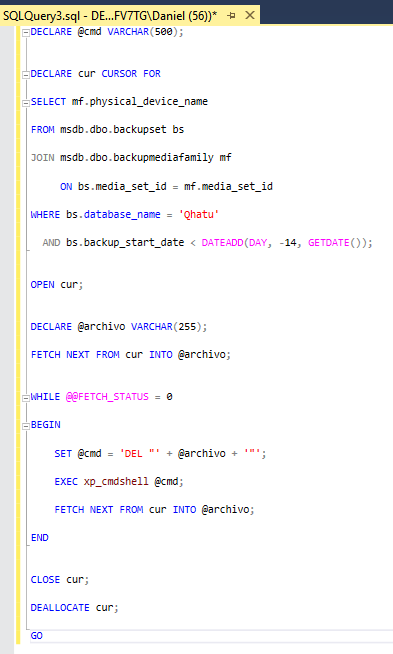 SQLQuery3.sql - DE...FV7TG\Daniel (56))*
DECLARE @cmd VARCHAR(500);
DECLARE cur CURSOR FOR
SELECT mf.physical_device_name
FROM msdb.dbo.backupset bs
JOIN msdb.dbo.backupmediafamily mf
ON bs.media_set_id = mf.media_set_id
WHERE bs.database_name = 'Qhatu'
AND bs.backup_start_date < DATEADD(DAY, -14, GETDATE());
OPEN cur;
DECLARE @archivo VARCHAR(255);
FETCH NEXT FROM cur INTO @archivo;
WHILE @@FETCH_STATUS = 0
BEGIN
SET @cmd = 'DEL "' + @archivo + '"';
EXEC xp_cmdshell @cmd;
FETCH NEXT FROM cur INTO @archivo;
END
CLOSE cur;
DEALLOCATE cur;
GO